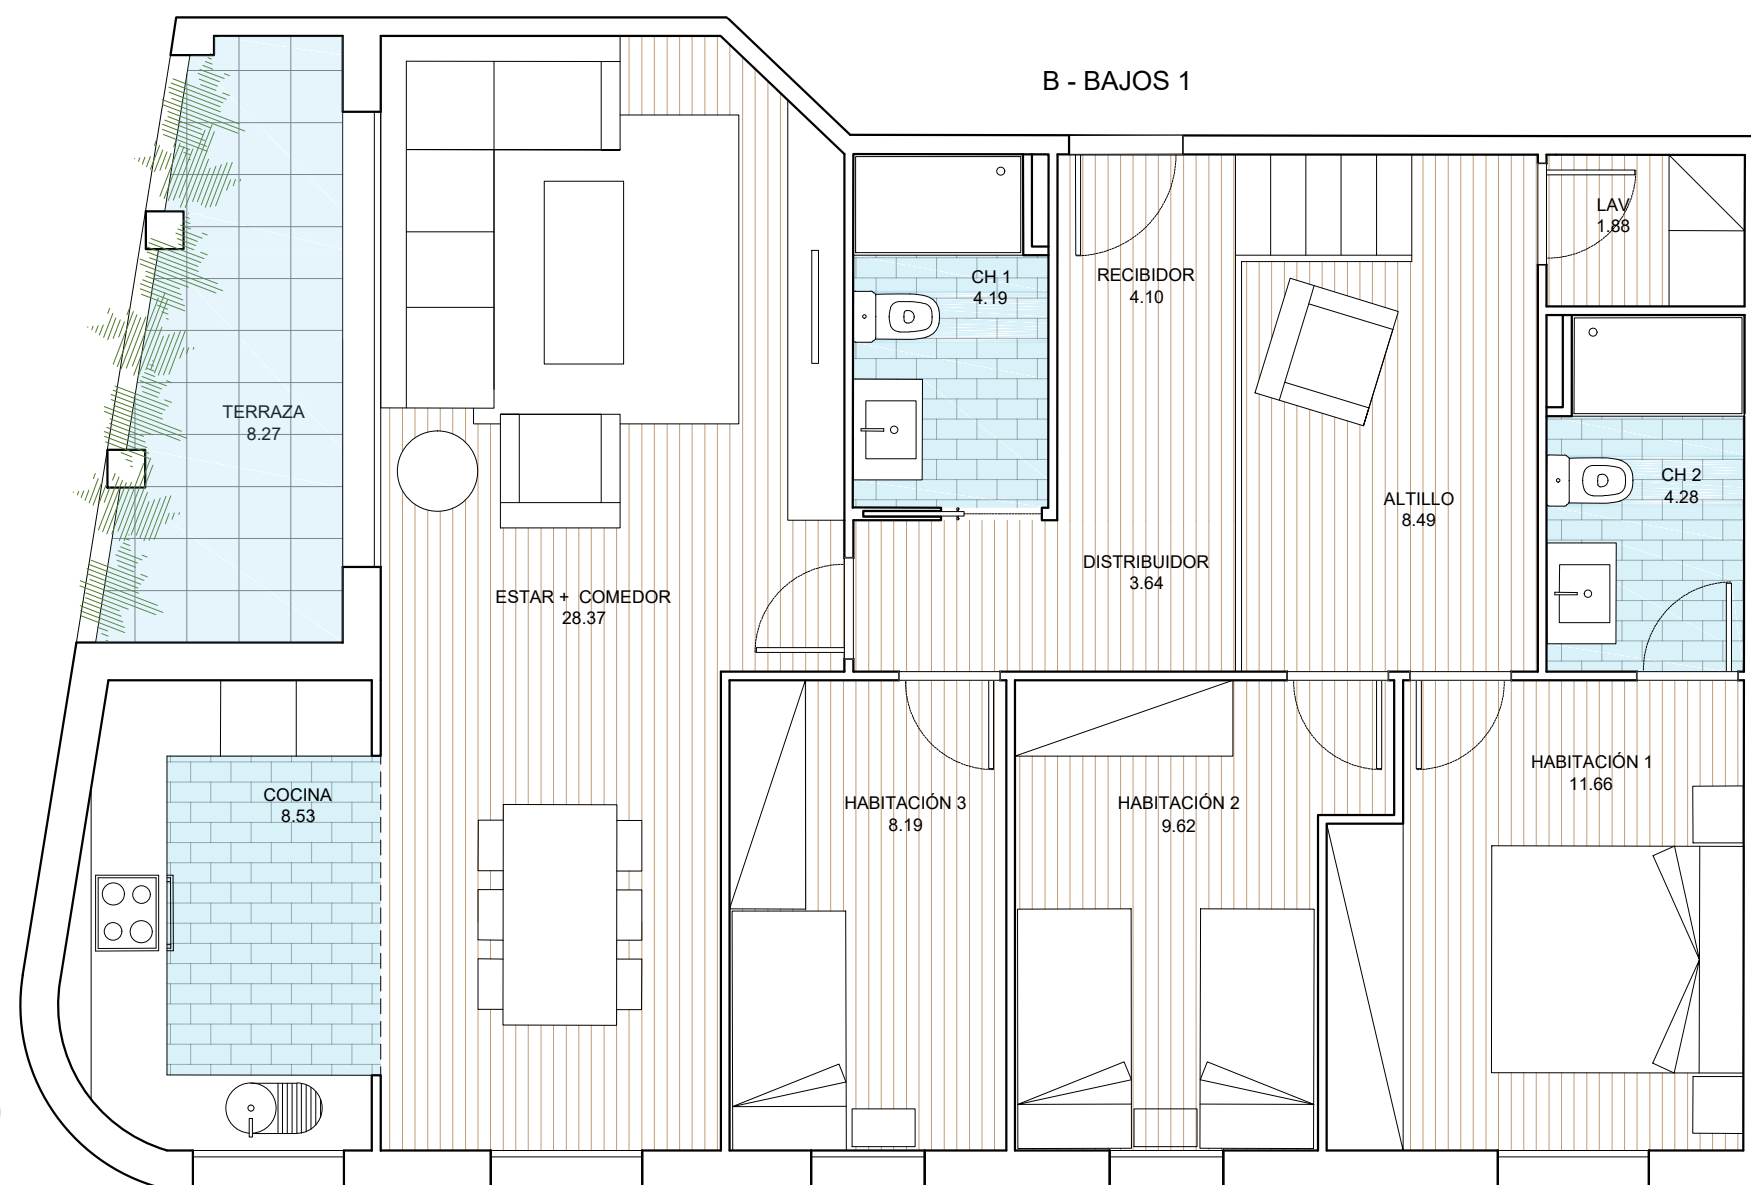 B - BAJOS 1
LAV
1.88
CH 1
4.19
RECIBIDOR
4.10
TERRAZA
8.27
CH 2
4.28
ALTILLO
8.49
DISTRIBUIDOR
3.64
ESTAR + COMEDOR
28.37
HABITACIÓN 1
11.66
COCINA
8.53
HABITACIÓN 3
8.19
HABITACIÓN 2
9.62